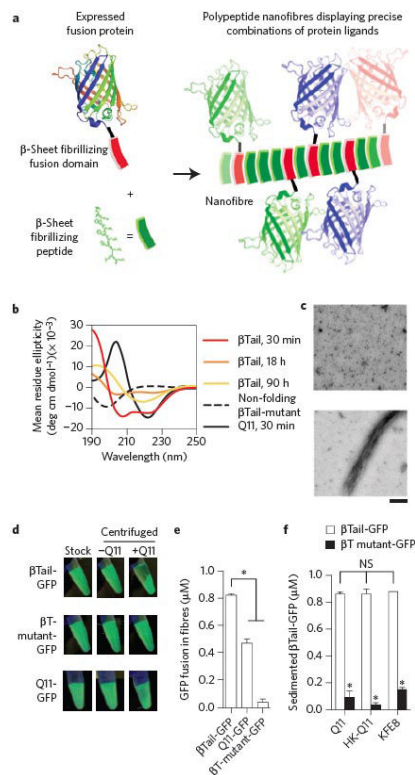 a
Expressed
fusion protein
Polypeptide nanofibres displaying precise
combinations of protein ligands
β-Sheet fibrillizing
fusion domain
+
β-Sheet
fibrillizing
peptide
=
Nanofibre
b
Mean residue ellipticity
(deg cm dmol⁻¹)(× 10⁻³)
30
20
10
0
−10
−20
190
210
230
250
Wavelength (nm)
βTail, 30 min
βTail, 18 h
βTail, 90 h
Non-folding
βTail-mutant
Q11, 30 min
c
d
Centrifuged
Stock
−Q11
+Q11
βTail-
GFP
βT-
mutant-
GFP
Q11-
GFP
e
GFP fusion in fibres (μM)
1.0
0.8
0.6
0.4
0.2
0
*
βTail-GFP
Q11-GFP
βT-mutant-GFP
f
βTail-GFP
βT mutant-GFP
NS
Sedimented βTail-GFP (μM)
1.0
0.8
0.6
0.4
0.2
0
*
*
*
Q11
HK-Q11
KFE8